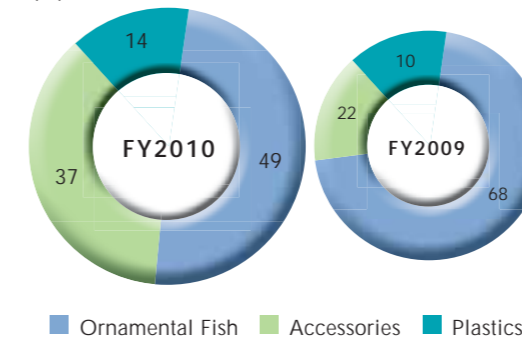 14
10
22
FY2010
FY2009
49
37
68
Ornamental Fish
Accessories
Plastics